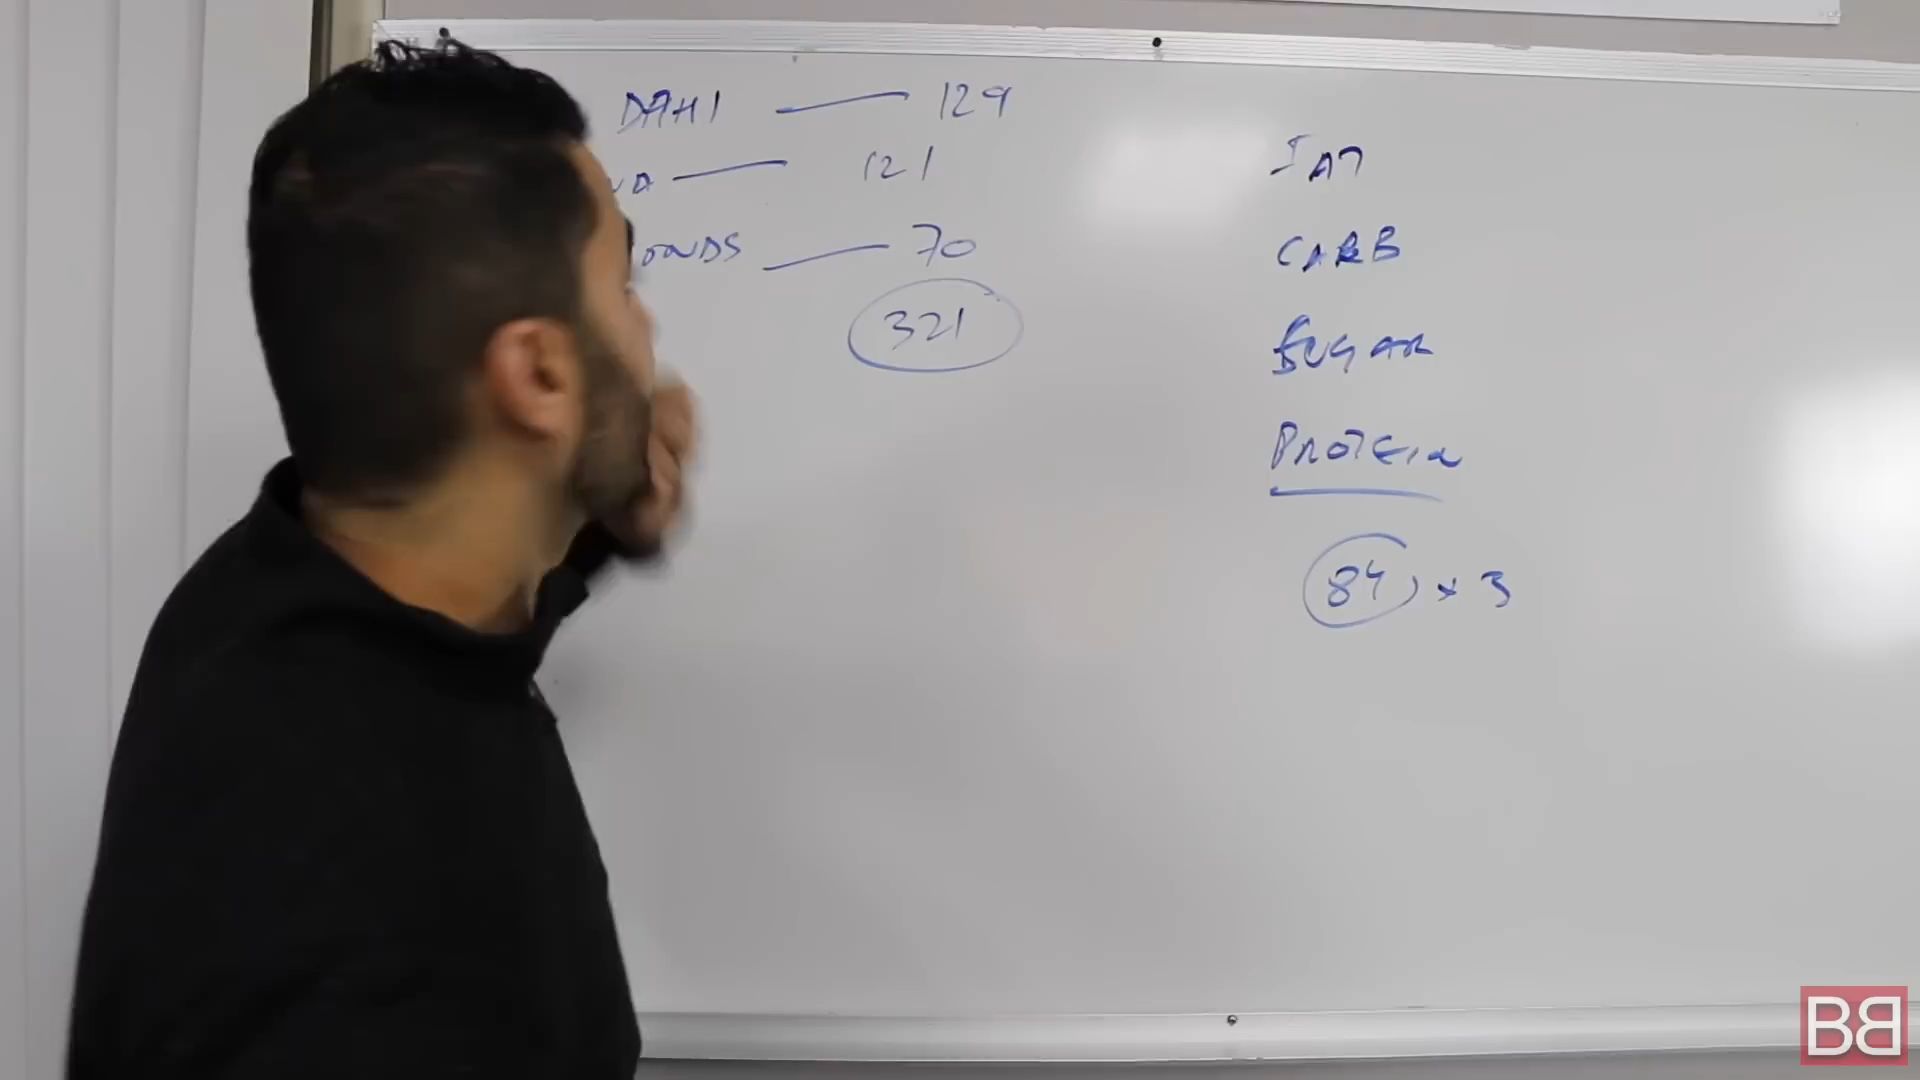 DAHI — 129
— 121
— 70
321
FAT
CARB
SUGAR
PROTEIN
84 x 3
BB